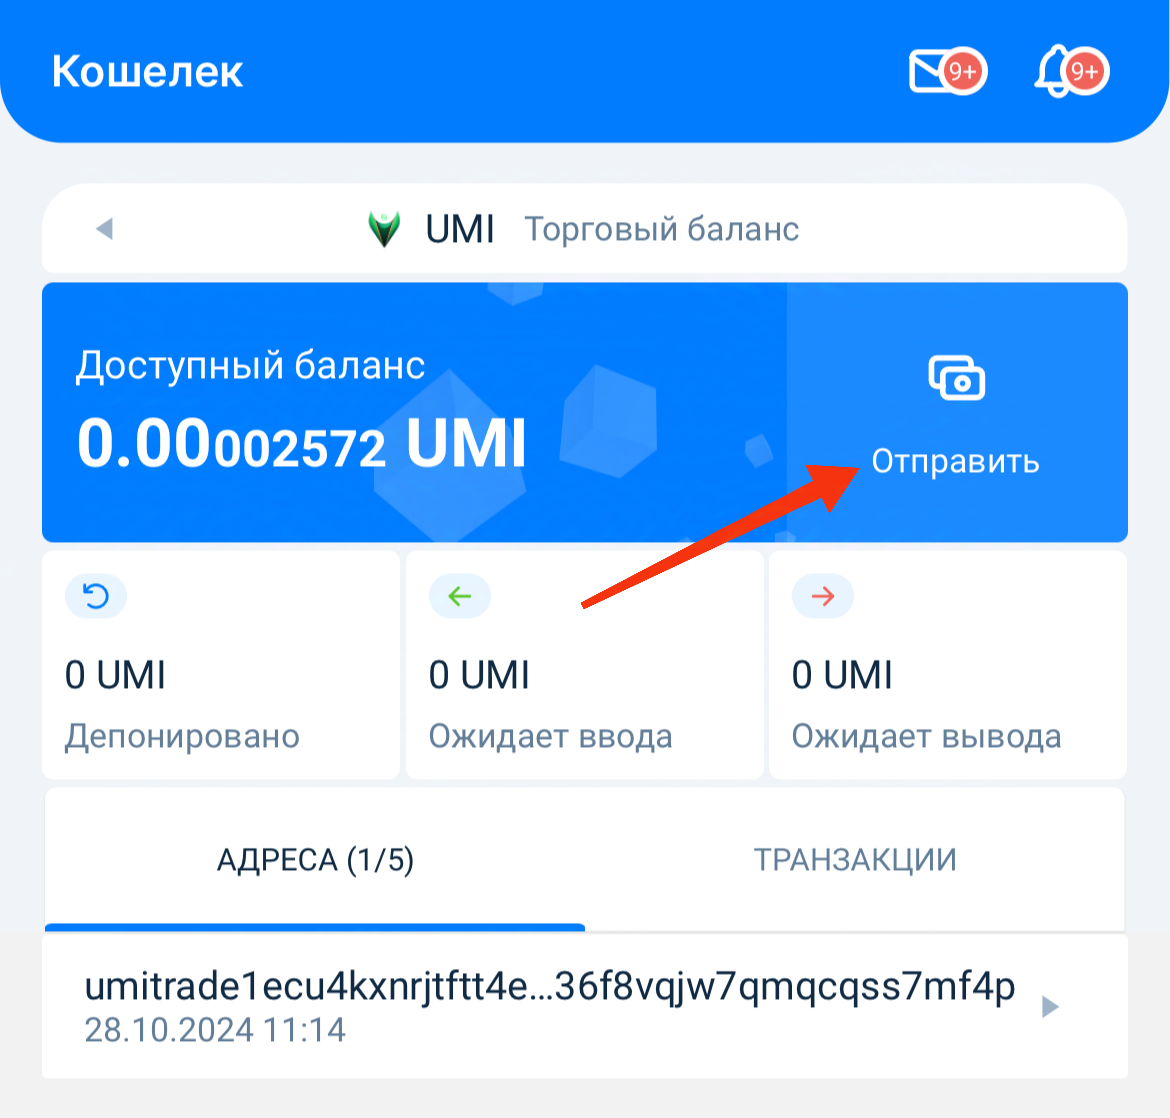 Кошелек
9+
9+
UMI Торговый баланс
Доступный баланс
0.00002572 UMI
Отправить
0 UMI
Депонировано
0 UMI
Ожидает ввода
0 UMI
Ожидает вывода
АДРЕСА (1/5)
ТРАНЗАКЦИИ
umitrade1ecu4kxnrjtftt4e...36f8vqjw7qmqcqss7mf4p
28.10.2024 11:14